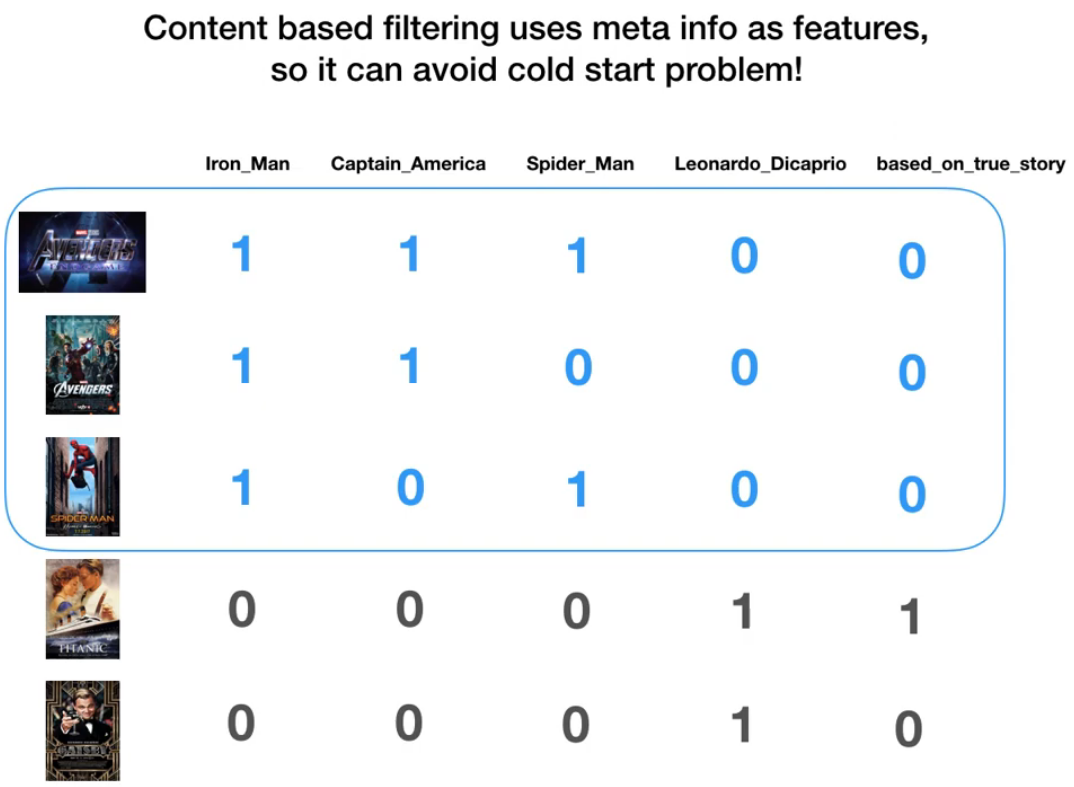 Content based filtering uses meta info as features,
so it can avoid cold start problem!
Iron_Man Captain_America Spider_Man Leonardo_Dicaprio based_on_true_story
AVENGERS
1 1 1 0 0
AVENGERS
1 1 0 0 0
SPIDER-MAN
1 0 1 0 0
TITANIC
0 0 0 1 1
GATSBY
0 0 0 1 0